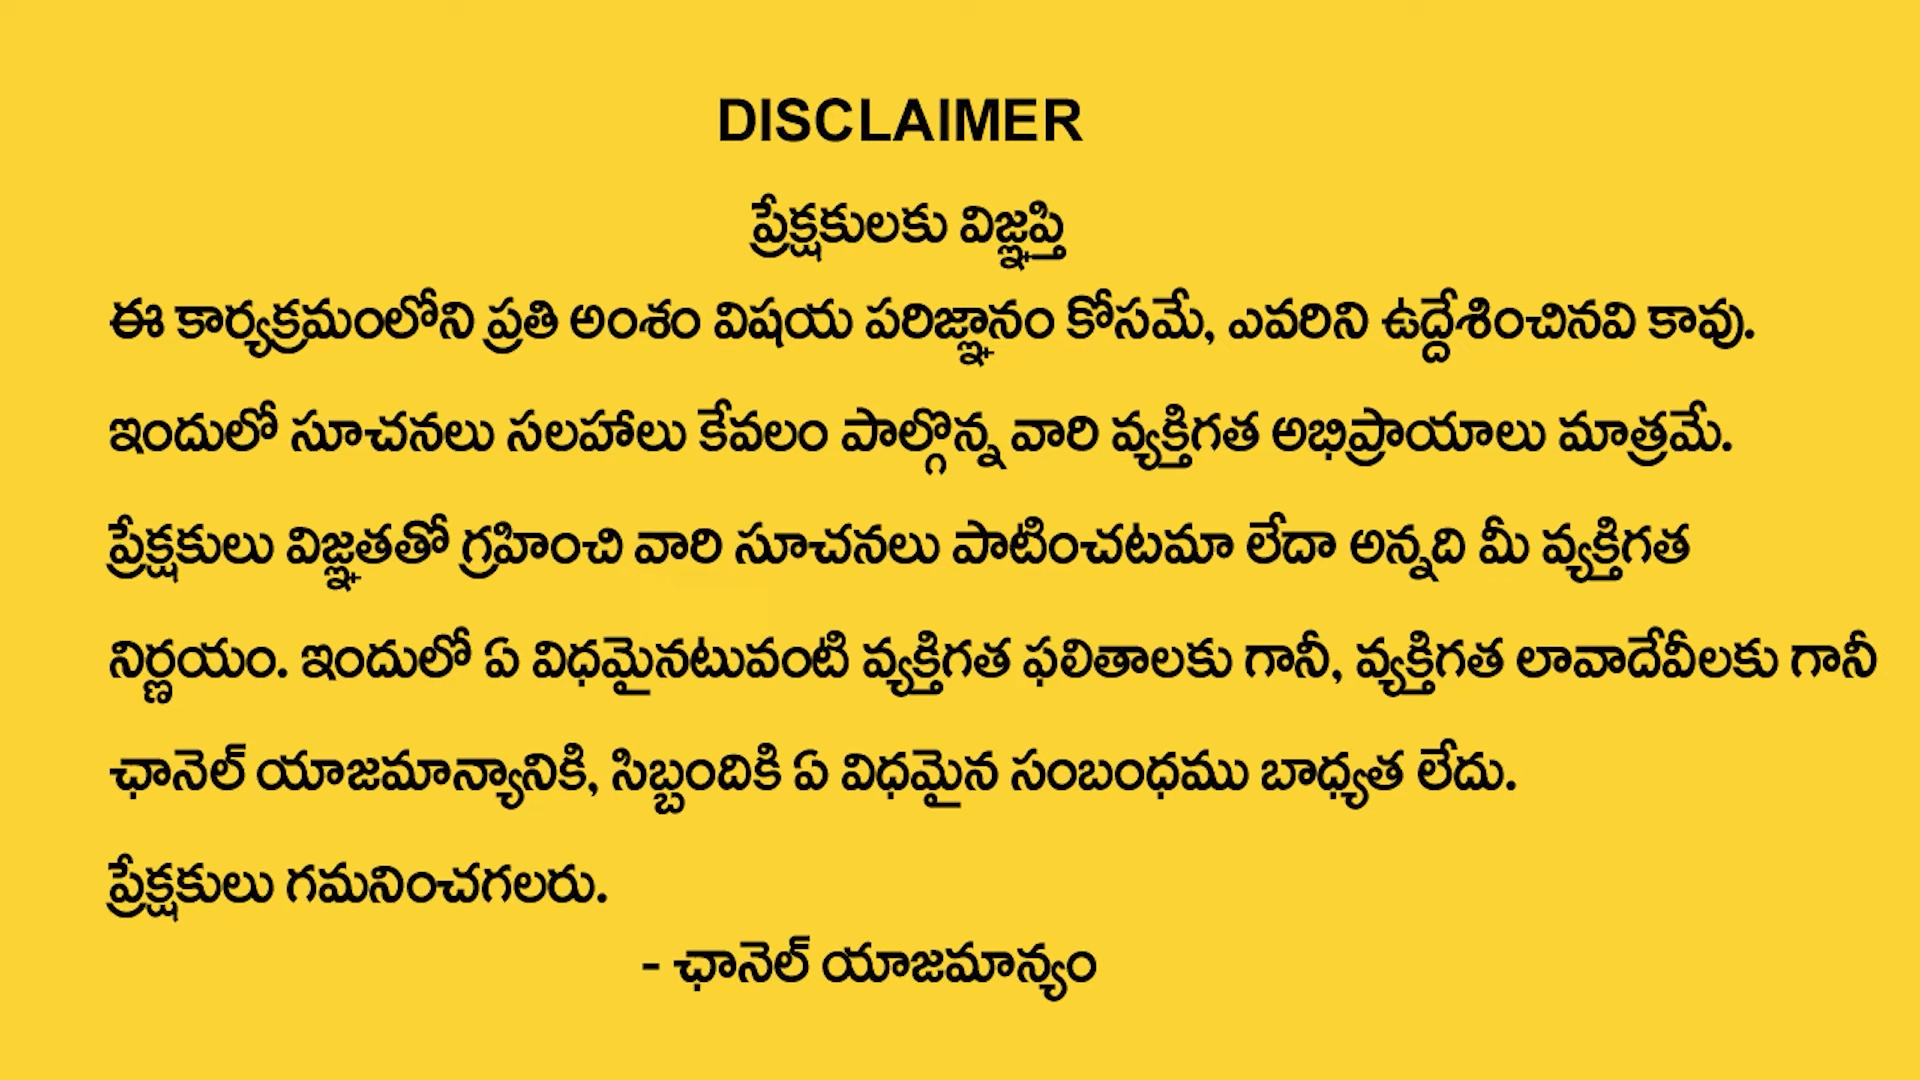 DISCLAIMER
ప్రేక్షకులకు విజ్ఞప్తి
ఈ కార్యక్రమంలోని ప్రతి అంశం విషయ పరిజ్ఞానం కోసమే, ఎవరిని ఉద్దేశించినవి కావు.
ఇందులో సూచనలు సలహాలు కేవలం పాల్గొన్న వారి వ్యక్తిగత అభిప్రాయాలు మాత్రమే.
ప్రేక్షకులు విజ్ఞతతో గ్రహించి వారి సూచనలు పాటించటమా లేదా అన్నది మీ వ్యక్తిగత
నిర్ణయం. ఇందులో ఏ విధమైనటువంటి వ్యక్తిగత ఫలితాలకు గానీ, వ్యక్తిగత లావాదేవీలకు గానీ
ఛానెల్ యాజమాన్యానికి, సిబ్బందికి ఏ విధమైన సంబంధము బాధ్యత లేదు.
ప్రేక్షకులు గమనించగలరు.
- ఛానెల్ యాజమాన్యం